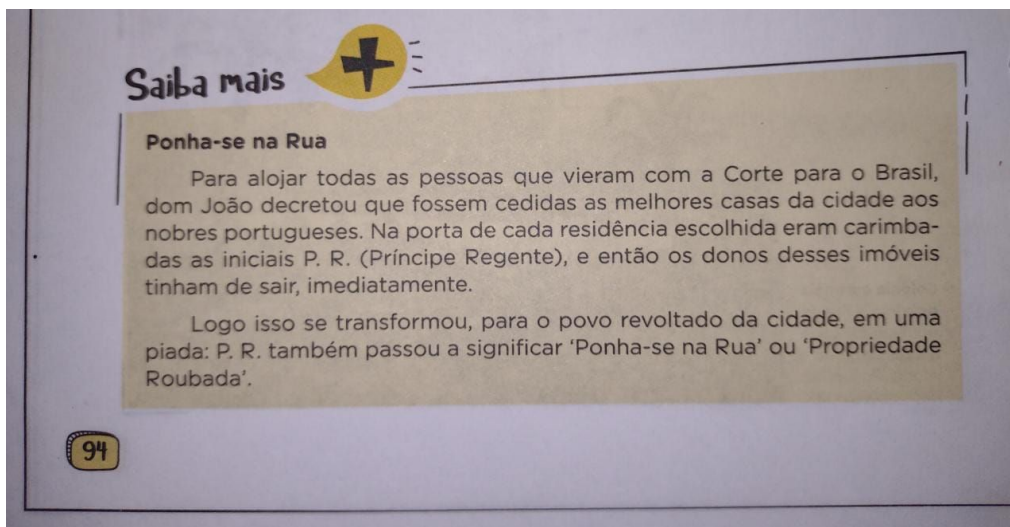 Saiba mais
Ponha-se na Rua
Para alojar todas as pessoas que vieram com a Corte para o Brasil,
dom João decretou que fossem cedidas as melhores casas da cidade aos
nobres portugueses. Na porta de cada residência escolhida eram carimba-
das as iniciais P. R. (Príncipe Regente), e então os donos desses imóveis
tinham de sair, imediatamente.
Logo isso se transformou, para o povo revoltado da cidade, em uma
piada: P. R. também passou a significar ‘Ponha-se na Rua’ ou ‘Propriedade
Roubada’.
94